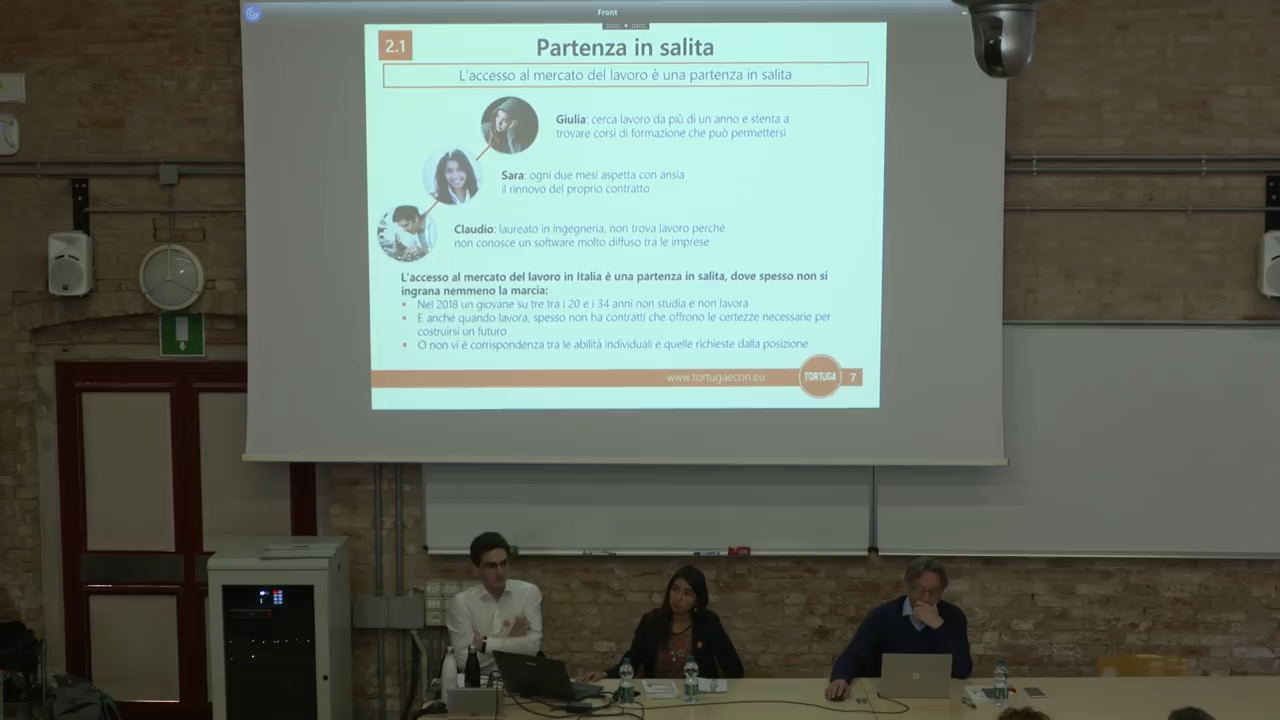 Front
2.1
Partenza in salita
L'accesso al mercato del lavoro è una partenza in salita
Giulia: cerca lavoro da più di un anno e stenta a
trovare corsi di formazione che può permettersi
Sara: ogni due mesi aspetta con ansia
il rinnovo del proprio contratto
Claudio: laureato in ingegneria, non trova lavoro perché
non conosce un software molto diffuso tra le imprese
L'accesso al mercato del lavoro in Italia è una partenza in salita, dove spesso non si
ingrana nemmeno la marcia:
• Nel 2018 un giovane su tre tra i 20 e i 34 anni non studia e non lavora
• E anche quando lavora, spesso non ha contratti che offrono le certezze necessarie per
costruirsi un futuro
• O non vi è corrispondenza tra le abilità individuali e quelle richieste dalla posizione
www.tortugaecon.eu
TORTUGA
7